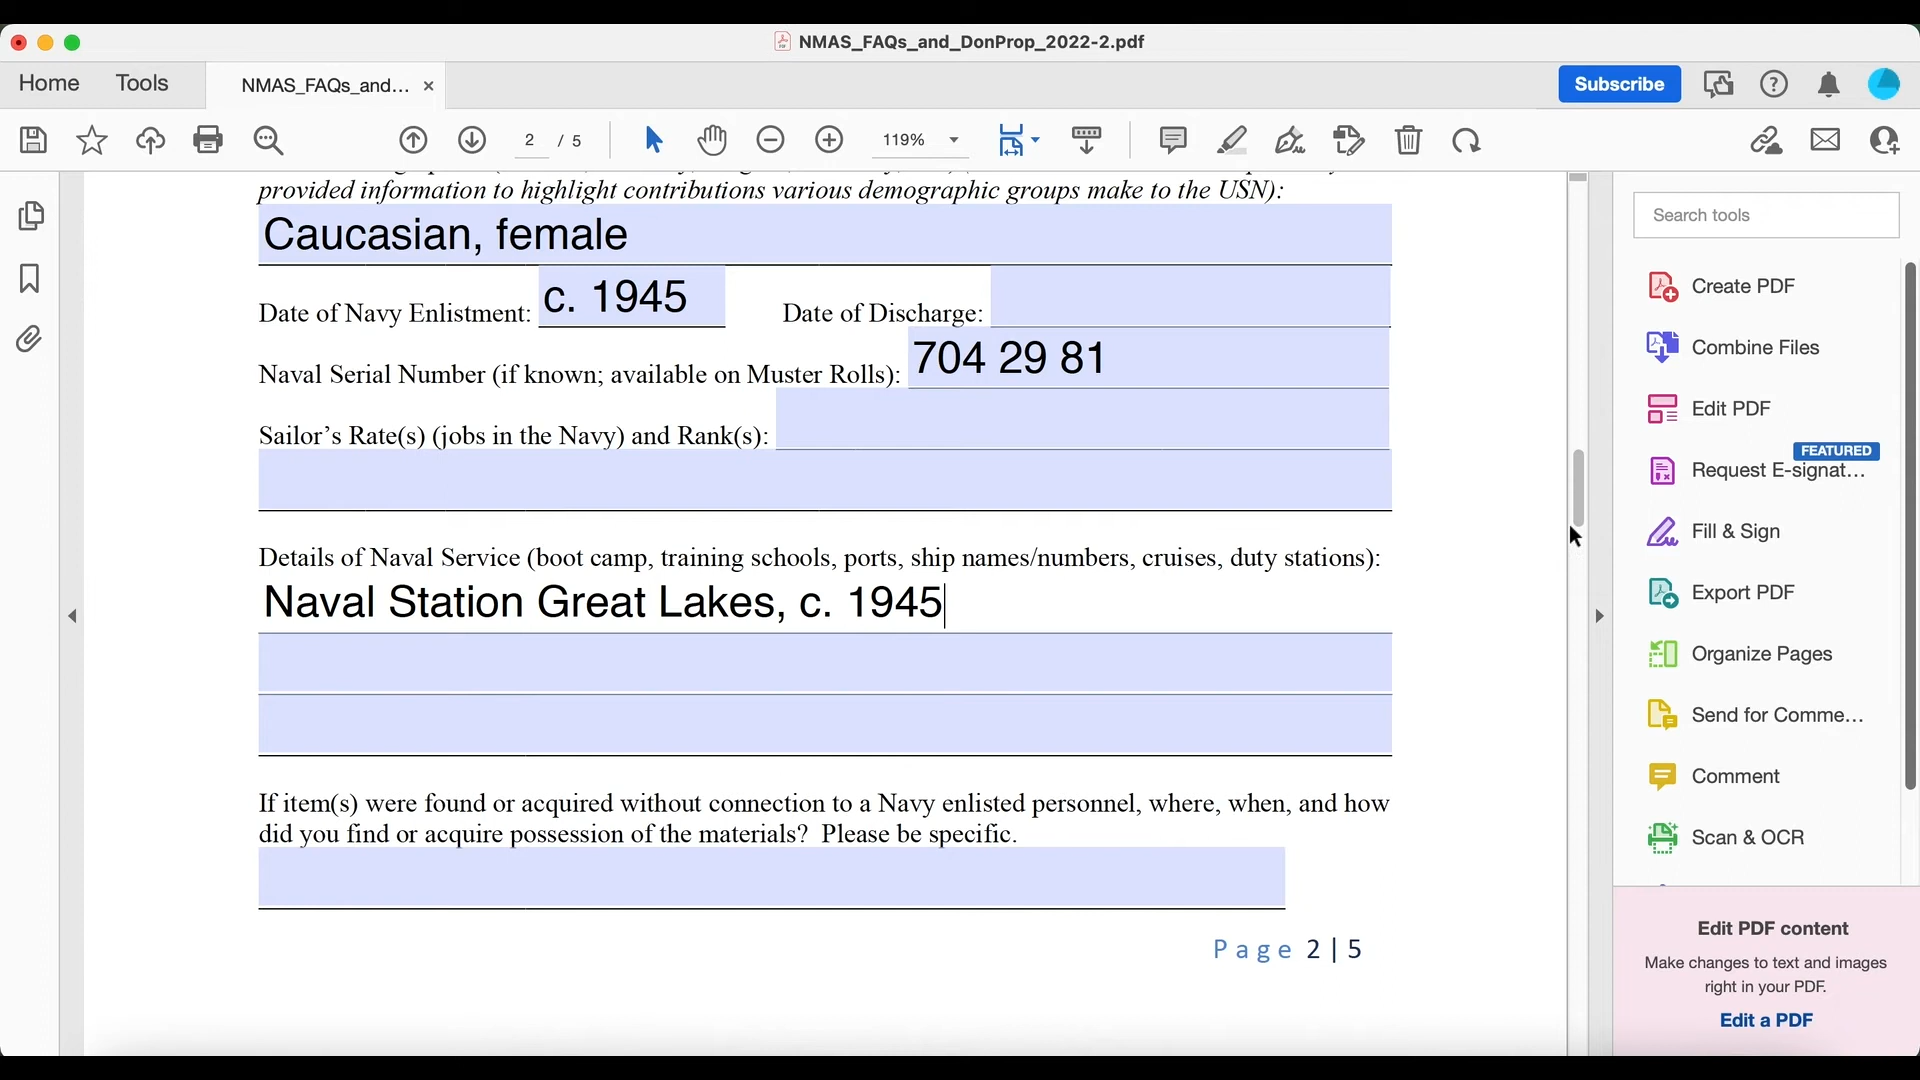 NMAS_FAQs_and_DonProp_2022-2.pdf
Home Tools NMAS_FAQs_and... ×
Subscribe
2 / 5
119%
provided information to highlight contributions various demographic groups make to the USN):
Caucasian, female
Date of Navy Enlistment: c. 1945 Date of Discharge:
Naval Serial Number (if known; available on Muster Rolls): 704 29 81
Sailor’s Rate(s) (jobs in the Navy) and Rank(s):
Details of Naval Service (boot camp, training schools, ports, ship names/numbers, cruises, duty stations):
Naval Station Great Lakes, c. 1945
If item(s) were found or acquired without connection to a Navy enlisted personnel, where, when, and how
did you find or acquire possession of the materials? Please be specific.
Page 2 | 5
Search tools
Create PDF
Combine Files
Edit PDF
FEATURED
Request E-signat...
Fill & Sign
Export PDF
Organize Pages
Send for Comme...
Comment
Scan & OCR
Edit PDF content
Make changes to text and images
right in your PDF.
Edit a PDF